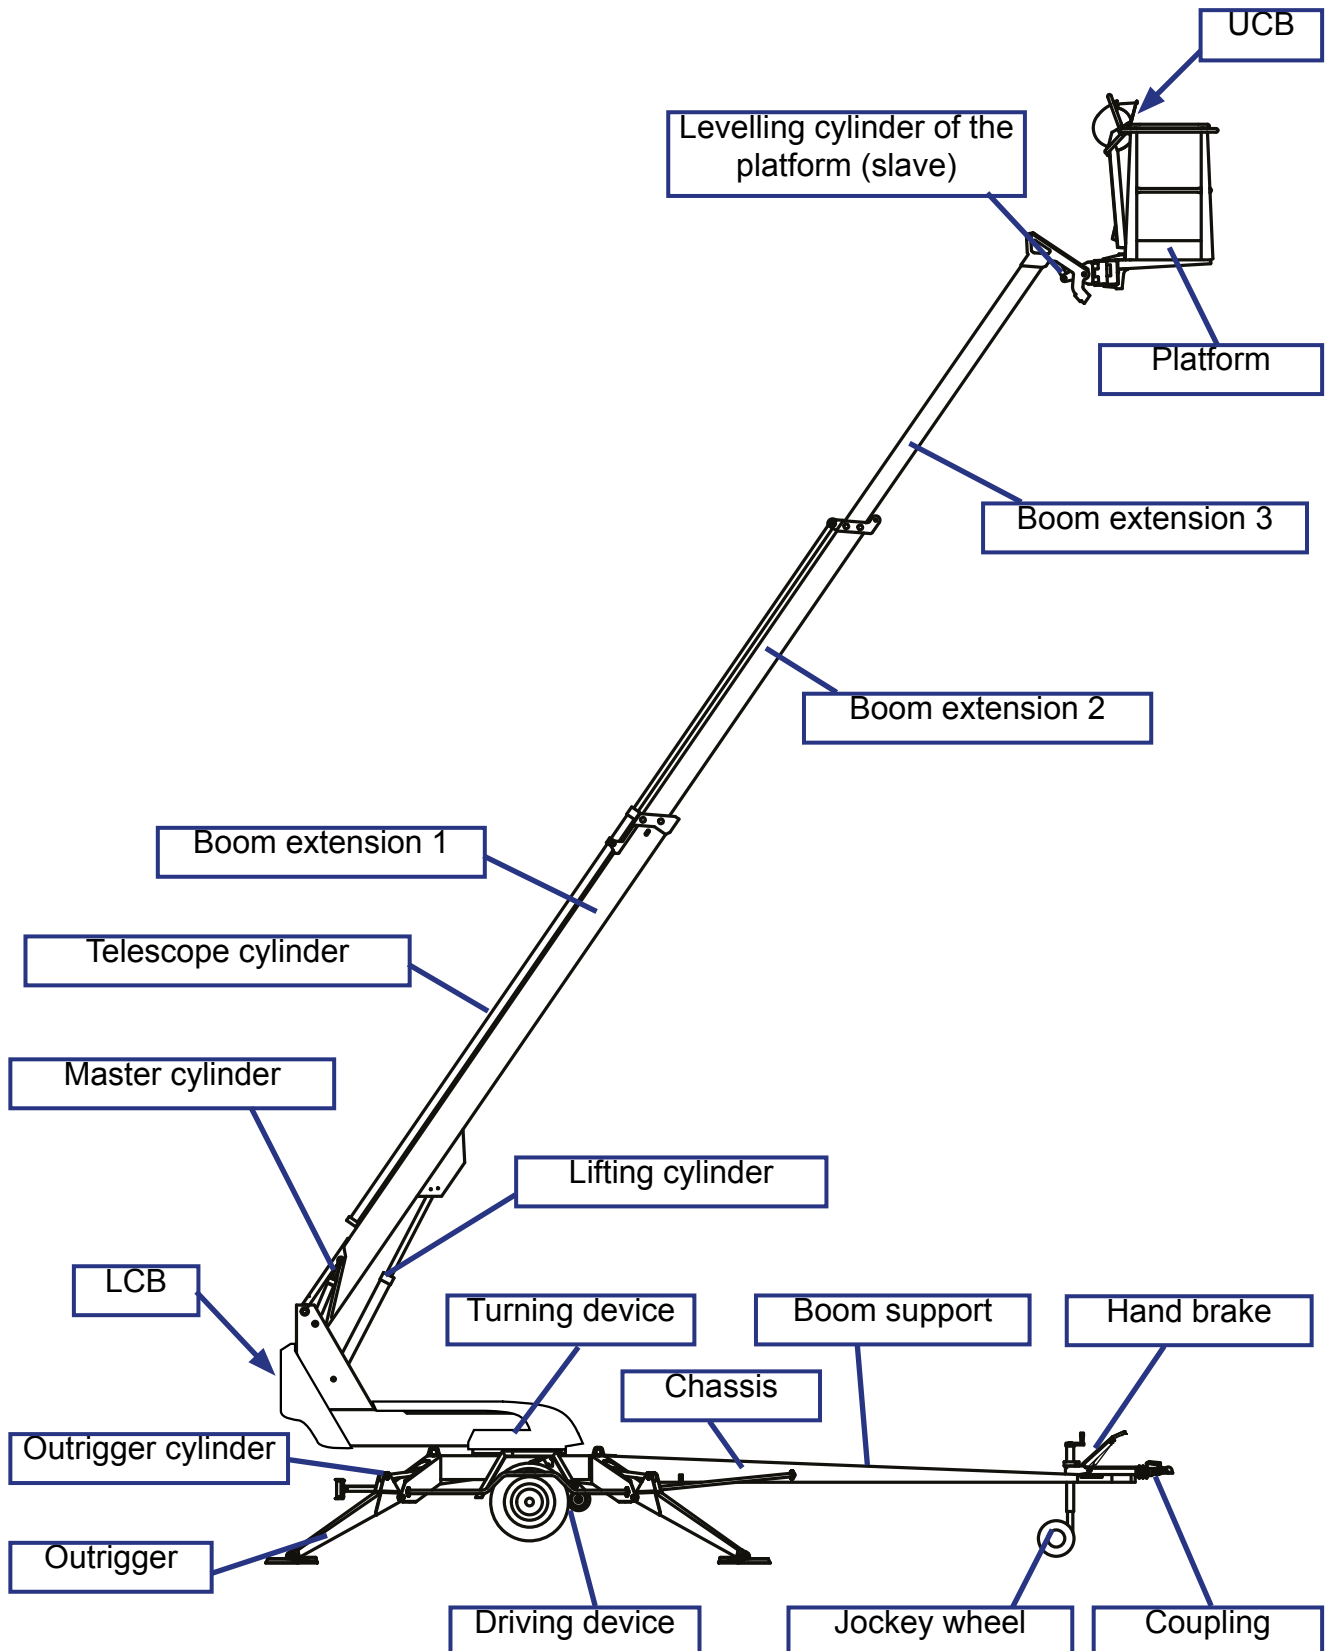 UCB
Levelling cylinder of the
platform (slave)
Platform
Boom extension 3
Boom extension 2
Boom extension 1
Telescope cylinder
Master cylinder
Lifting cylinder
LCB
Turning device
Boom support
Hand brake
Chassis
Outrigger cylinder
Outrigger
Driving device
Jockey wheel
Coupling